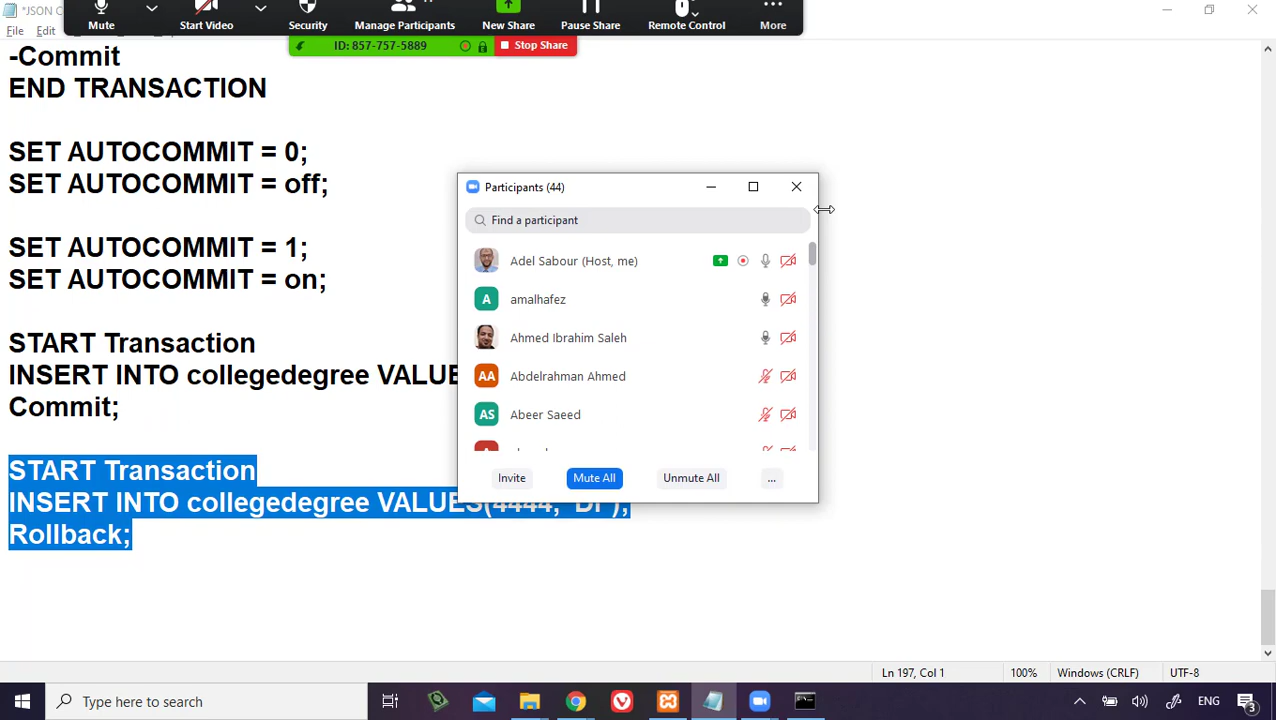 *JSON C
File Edit
Mute
Start Video
Security
Manage Participants
New Share
Pause Share
Remote Control
More
ID: 857-757-5889
Stop Share
-Commit
END TRANSACTION
SET AUTOCOMMIT = 0;
SET AUTOCOMMIT = off;
SET AUTOCOMMIT = 1;
SET AUTOCOMMIT = on;
START Transaction
INSERT INTO collegedegree VALUES
Commit;
START Transaction
INSERT INTO collegedegree VALUES(4444,
Rollback;
Participants (44)
Find a participant
Adel Sabour (Host, me)
A amalhafez
Ahmed Ibrahim Saleh
AA Abdelrahman Ahmed
AS Abeer Saeed
Invite
Mute All
Unmute All
...
Ln 197, Col 1
100%
Windows (CRLF)
UTF-8
Type here to search
ENG
3